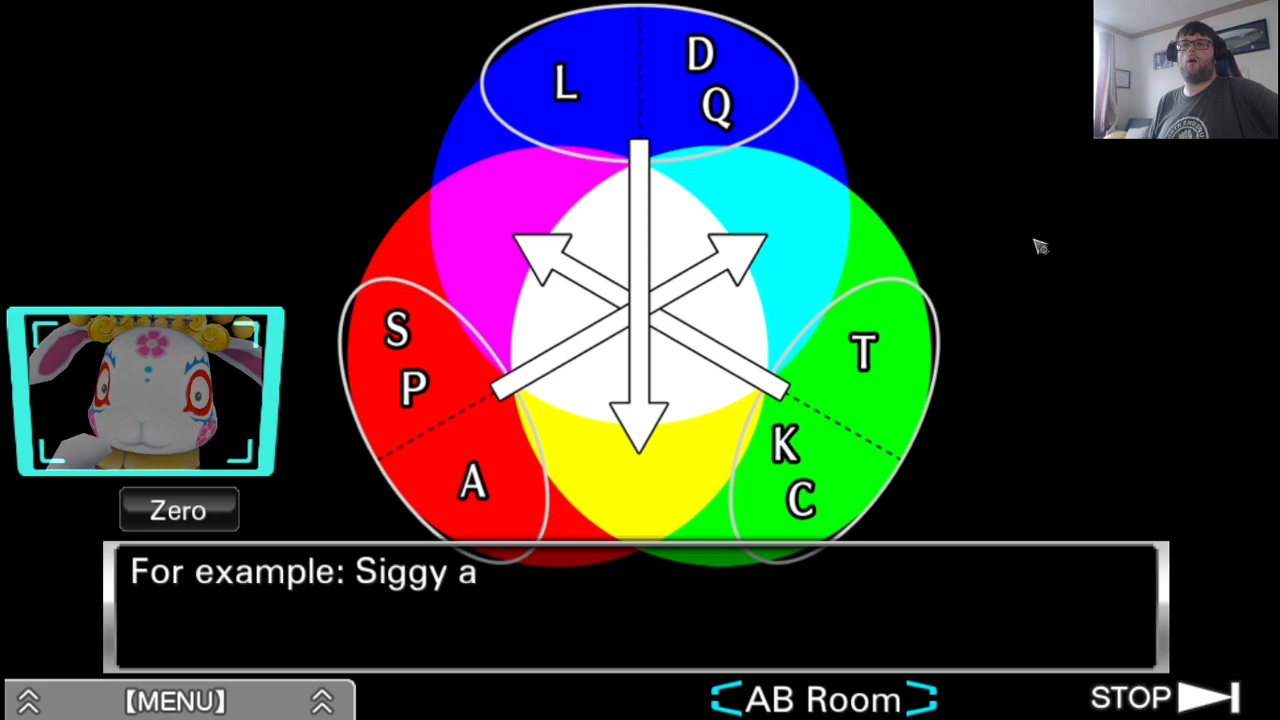 L
D
Q
S
P
A
T
K
C
Zero
For example: Siggy a
【MENU】
AB Room
STOP